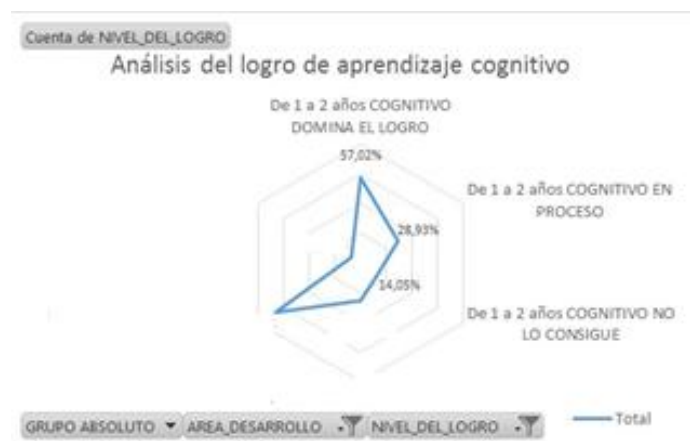 Cuenta de NIVEL_DEL_LOGRO
Análisis del logro de aprendizaje cognitivo
De 1 a 2 años COGNITIVO
DOMINA EL LOGRO
57,02%
De 1 a 2 años COGNITIVO EN
PROCESO
28,93%
14,05%
De 1 a 2 años COGNITIVO NO
LO CONSIGUE
GRUPO ABSOLUTO
AREA_DESARROLLO
NIVEL_DEL_LOGRO
Total